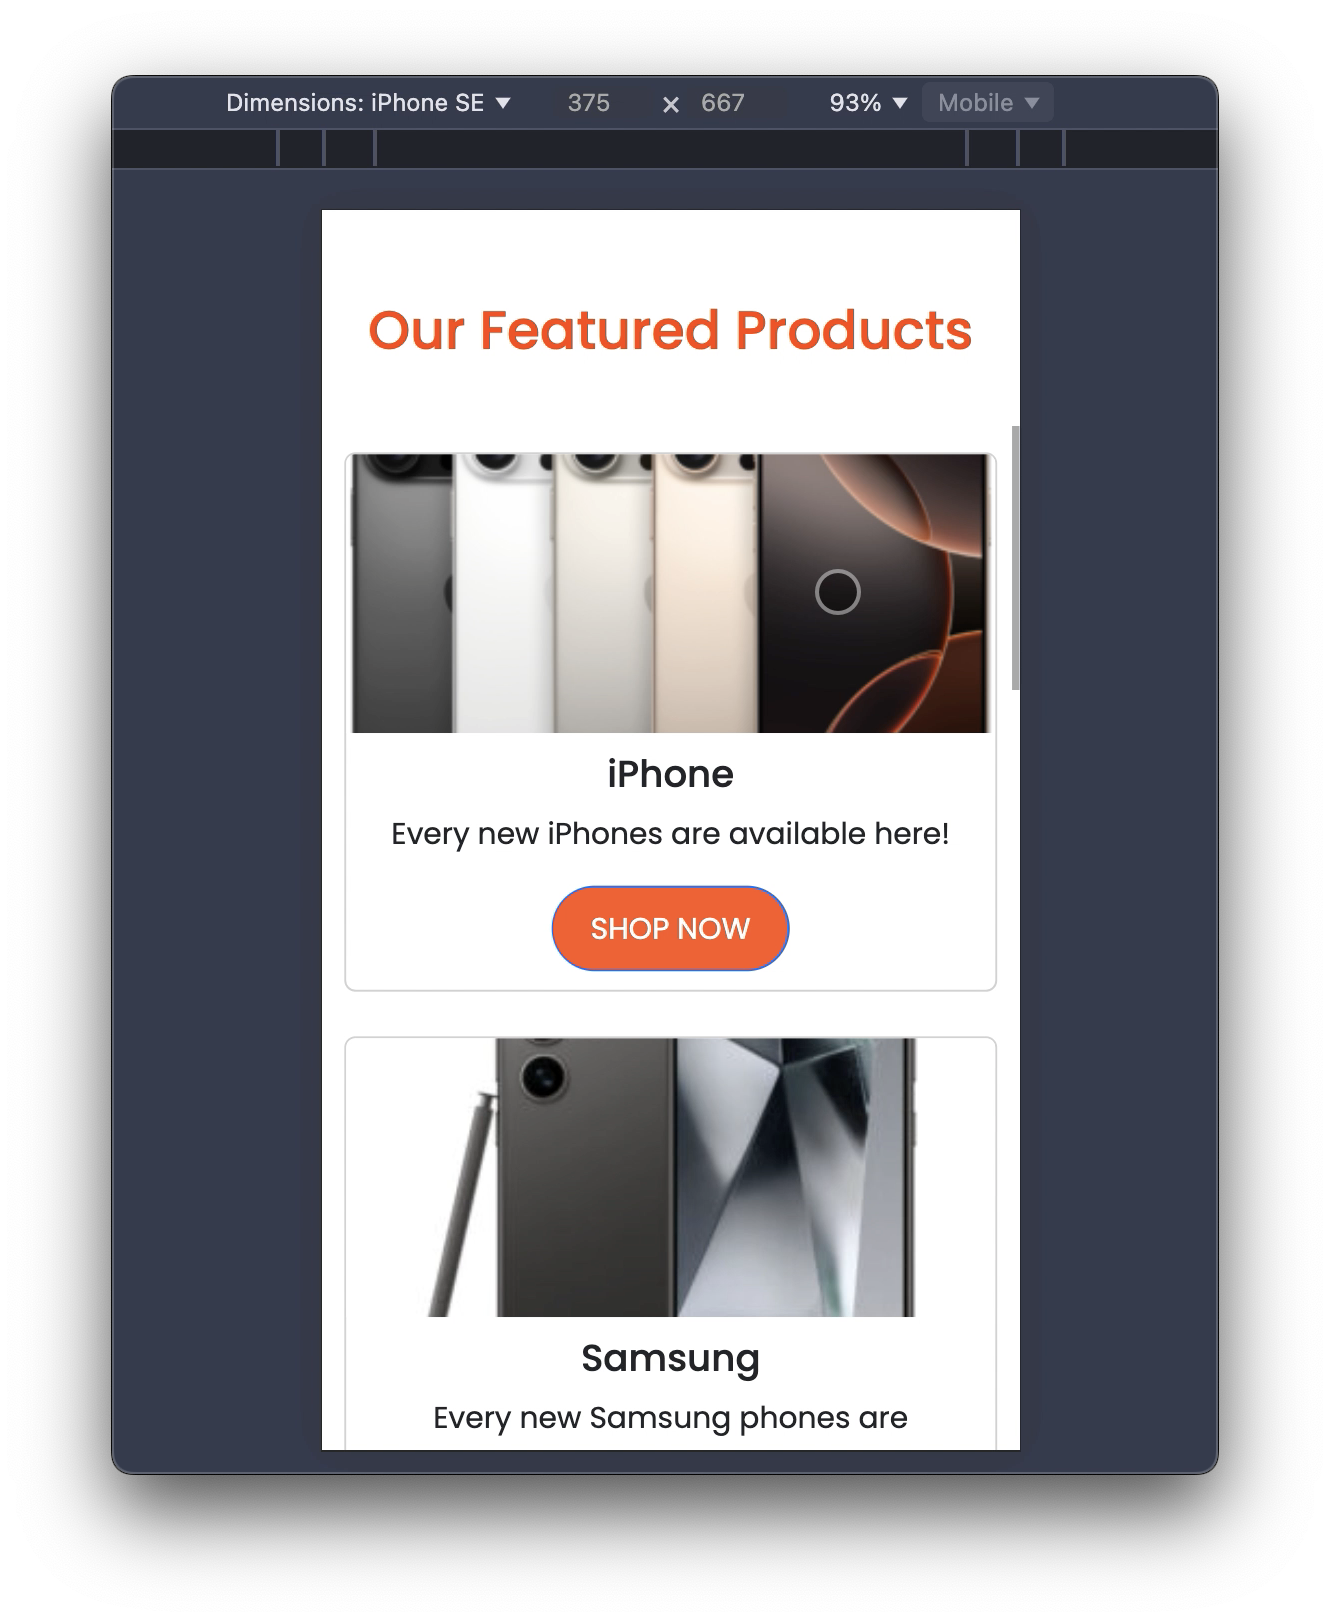 Dimensions: iPhone SE ▼ 375 × 667 93% ▼ Mobile ▼
Our Featured Products
iPhone
Every new iPhones are available here!
SHOP NOW
Samsung
Every new Samsung phones are